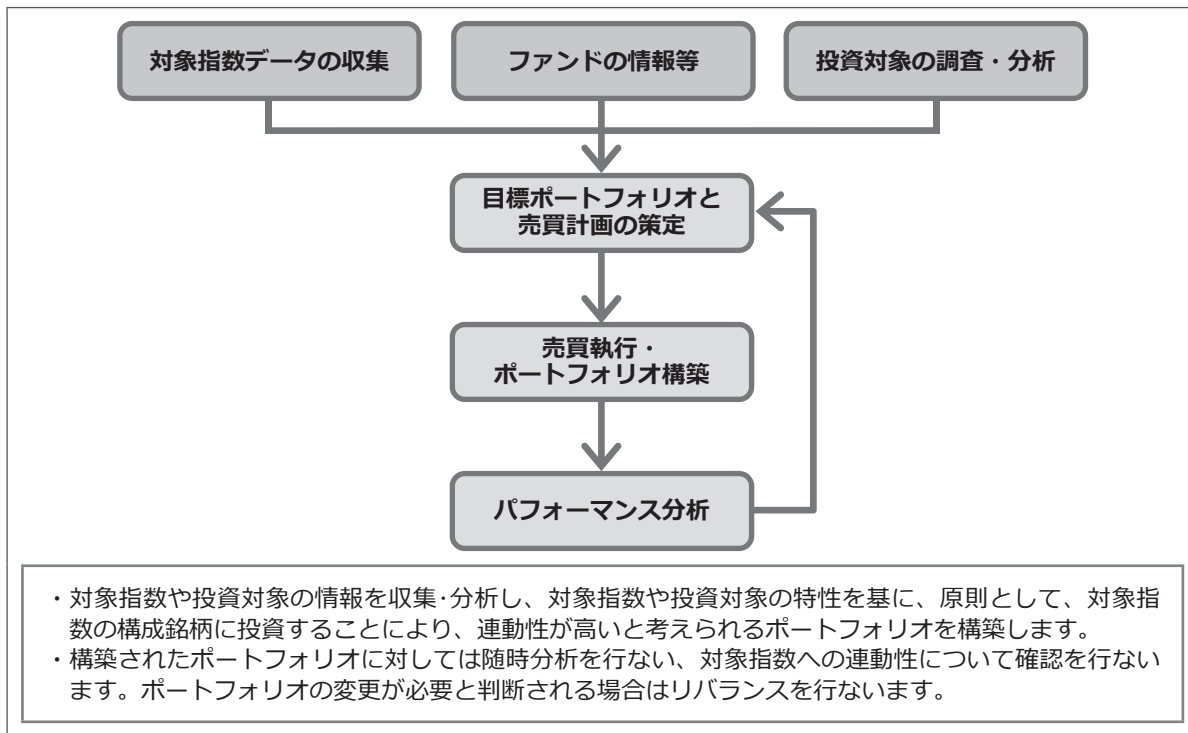 対象指数データの収集
ファンドの情報等
投資対象の調査・分析
目標ポートフォリオと
売買計画の策定
売買執行・
ポートフォリオ構築
パフォーマンス分析
・対象指数や投資対象の情報を収集･分析し、対象指数や投資対象の特性を基に、原則として、対象指
数の構成銘柄に投資することにより、連動性が高いと考えられるポートフォリオを構築します。
・構築されたポートフォリオに対しては随時分析を行ない、対象指数への連動性について確認を行ない
ます。ポートフォリオの変更が必要と判断される場合はリバランスを行ないます。